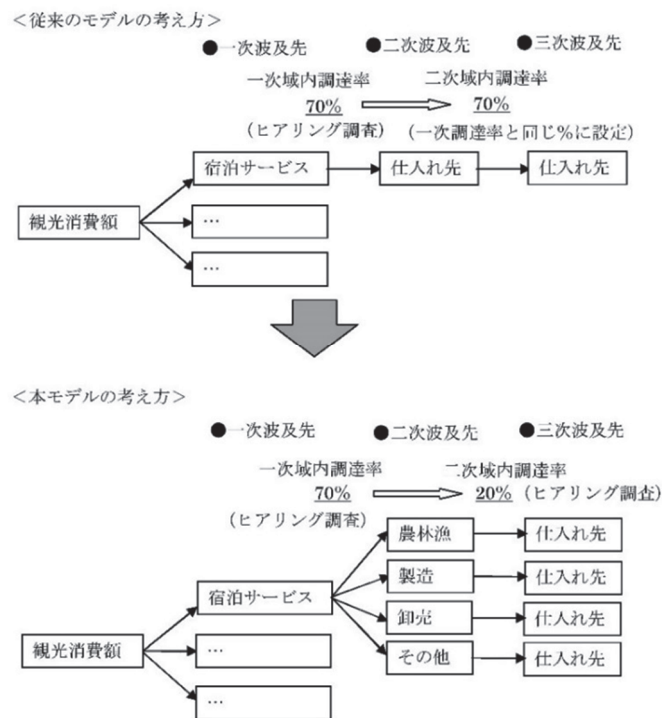 ＜従来のモデルの考え方＞
●一次波及先 ●二次波及先 ●三次波及先
一次域内調達率 二次域内調達率
70% 70%
（ヒアリング調査） （一次調達率と同じ％に設定）
宿泊サービス 仕入れ先 仕入れ先
観光消費額 …
…
＜本モデルの考え方＞
●一次波及先 ●二次波及先 ●三次波及先
一次域内調達率 二次域内調達率
70% 20%（ヒアリング調査）
（ヒアリング調査）
農林漁 仕入れ先
製造 仕入れ先
宿泊サービス
卸売 仕入れ先
観光消費額 … その他 仕入れ先
…